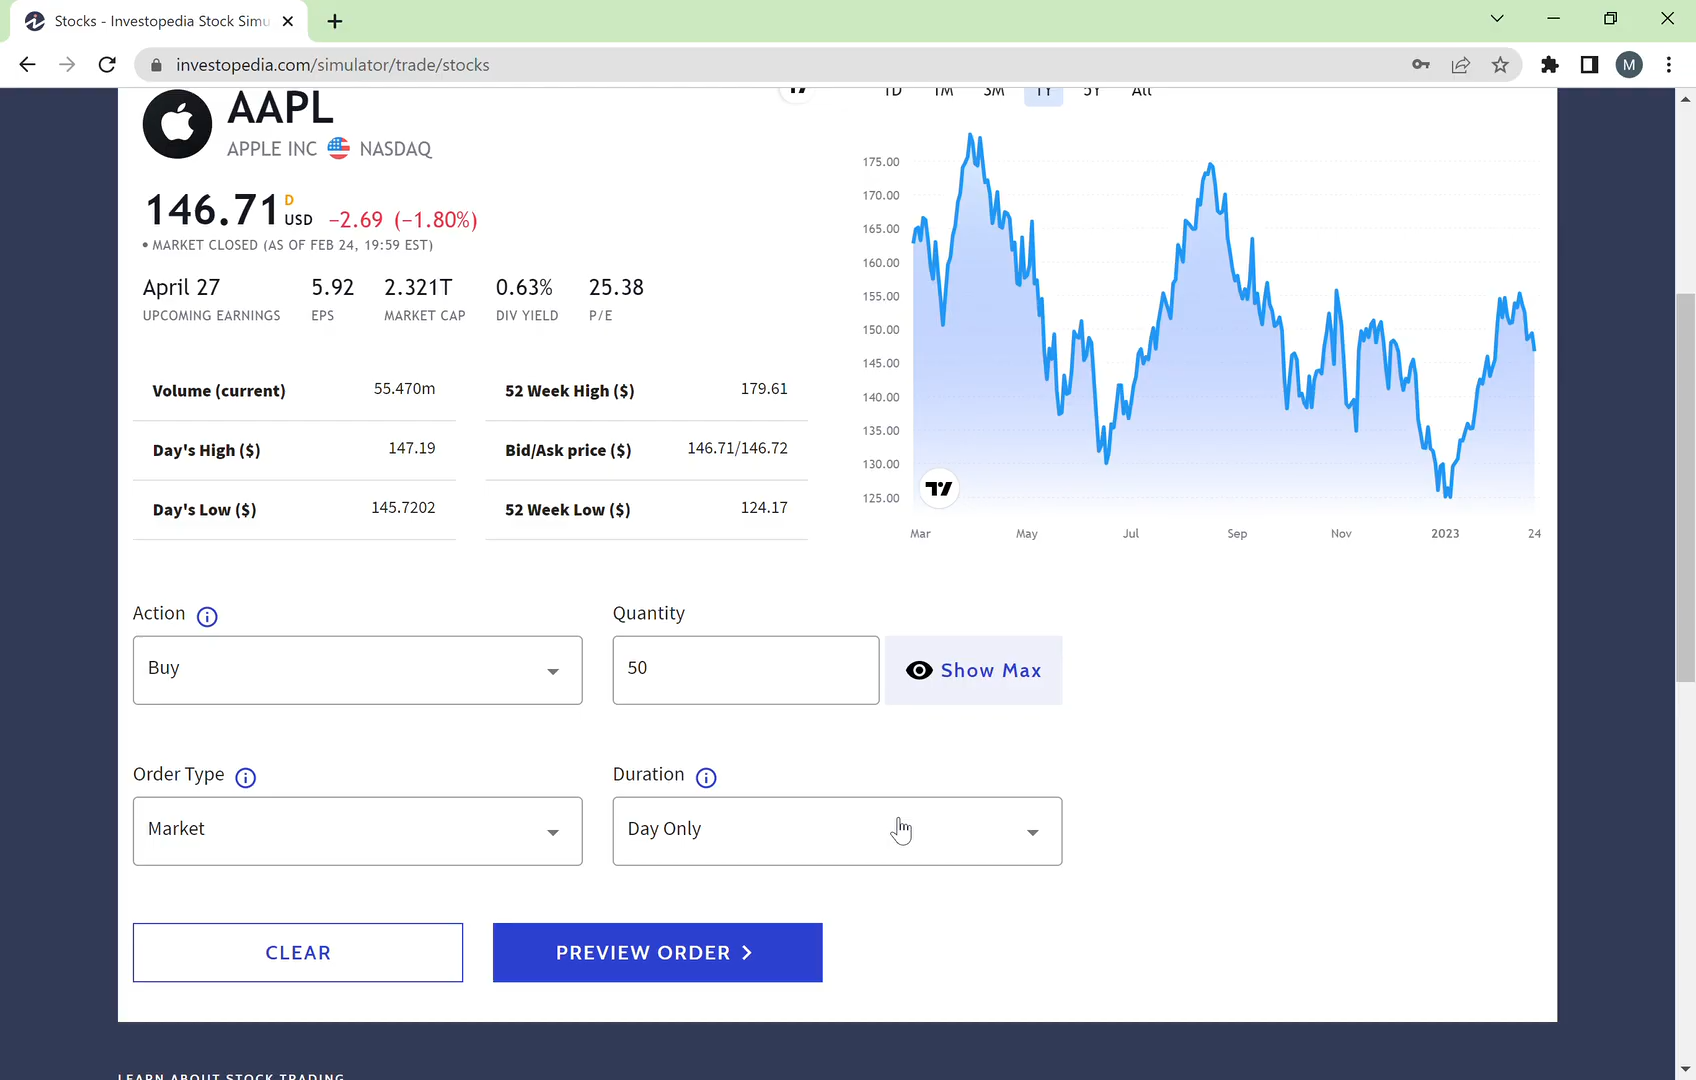 Stocks - Investopedia Stock Simu
investopedia.com/simulator/trade/stocks
M
AAPL
APPLE INC NASDAQ
146.71 D USD −2.69 (−1.80%)
• MARKET CLOSED (AS OF FEB 24, 19:59 EST)
April 27 5.92 2.321T 0.63% 25.38
UPCOMING EARNINGS EPS MARKET CAP DIV YIELD P/E
Volume (current) 55.470m 52 Week High ($) 179.61
Day's High ($) 147.19 Bid/Ask price ($) 146.71/146.72
Day's Low ($) 145.7202 52 Week Low ($) 124.17
1D 1M 3M 1Y 5Y All
175.00
170.00
165.00
160.00
155.00
150.00
145.00
140.00
135.00
130.00
125.00
Mar May Jul Sep Nov 2023 24
Action Quantity
Buy 50 Show Max
Order Type Duration
Market Day Only
CLEAR PREVIEW ORDER
LEARN ABOUT STOCK TRADING